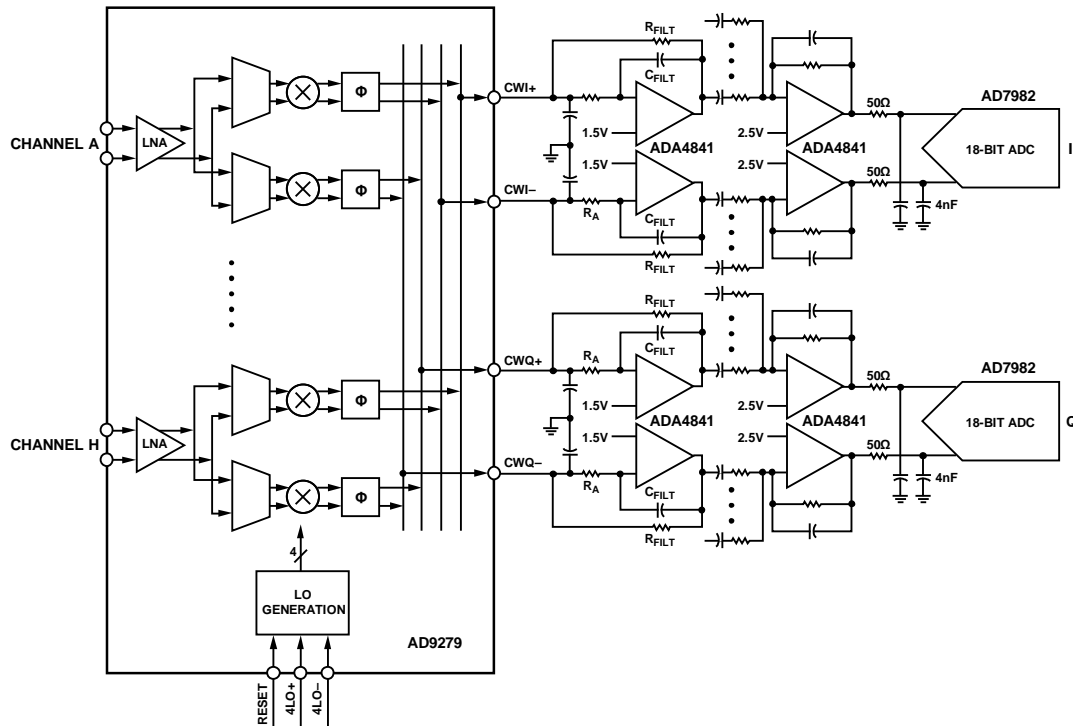 CHANNEL A
LNA
Φ
Φ
CHANNEL H
LNA
Φ
Φ
4
LO
GENERATION
AD9279
RESET
4LO+
4LO–
CWI+
CWI–
CWQ+
CWQ–
RFILT
CFILT
1.5V
1.5V
ADA4841
RA
CFILT
RFILT
2.5V
2.5V
ADA4841
50Ω
50Ω
4nF
AD7982
18-BIT ADC
I
RFILT
RA
CFILT
1.5V
1.5V
ADA4841
RA
CFILT
RFILT
2.5V
2.5V
ADA4841
50Ω
50Ω
4nF
AD7982
18-BIT ADC
Q